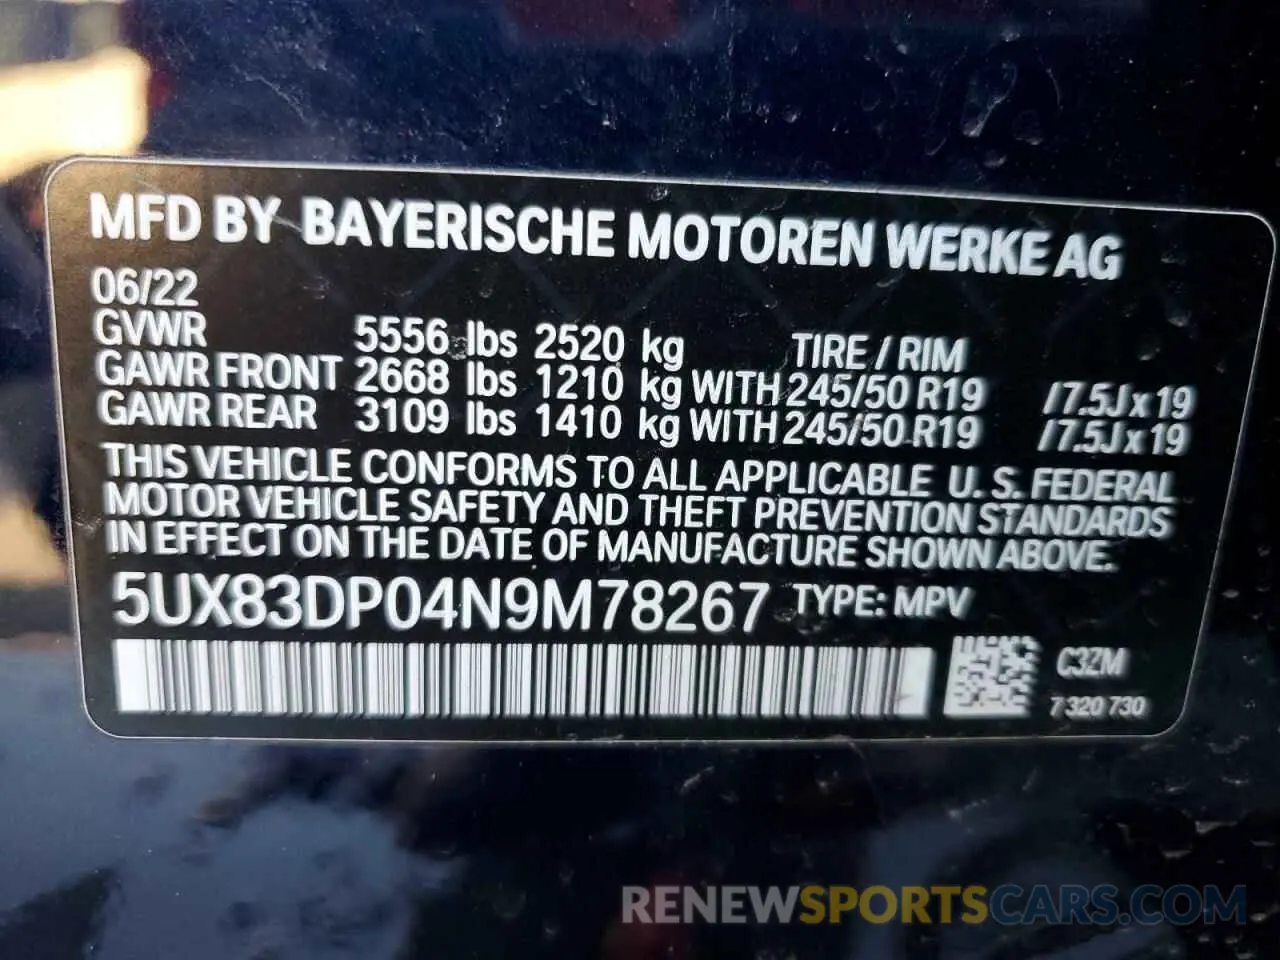 MFD BY BAYERISCHE MOTOREN WERKE AG
06/22
GVWR 5556 lbs 2520 kg TIRE / RIM
GAWR FRONT 2668 lbs 1210 kg WITH 245/50 R19 /7.5J x 19
GAWR REAR 3109 lbs 1410 kg WITH 245/50 R19 /7.5J x 19
THIS VEHICLE CONFORMS TO ALL APPLICABLE U. S. FEDERAL
MOTOR VEHICLE SAFETY AND THEFT PREVENTION STANDARDS
IN EFFECT ON THE DATE OF MANUFACTURE SHOWN ABOVE.
5UX83DP04N9M78267 TYPE: MPV
C3ZM
7 320 730
RENEWSPORTSCARS.COM